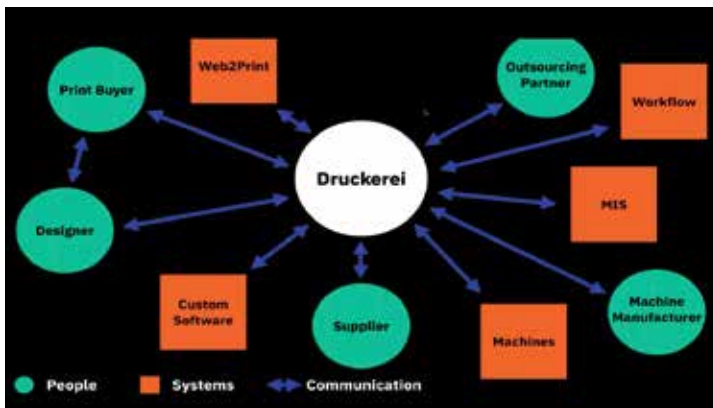 Web2Print
Outsourcing
Partner
Print Buyer
Workflow
Druckerei
MIS
Designer
Custom
Software
Supplier
Machine
Manufacturer
Machines
People
Systems
Communication